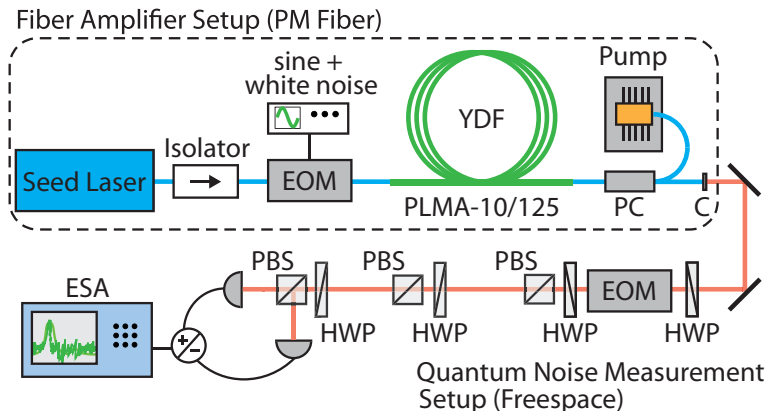 Fiber Amplifier Setup (PM Fiber)
sine +
white noise
Pump
YDF
Isolator
Seed Laser
EOM
PLMA-10/125
PC
C
PBS
PBS
PBS
ESA
EOM
+/-
HWP
HWP
HWP
HWP
Quantum Noise Measurement
Setup (Freespace)